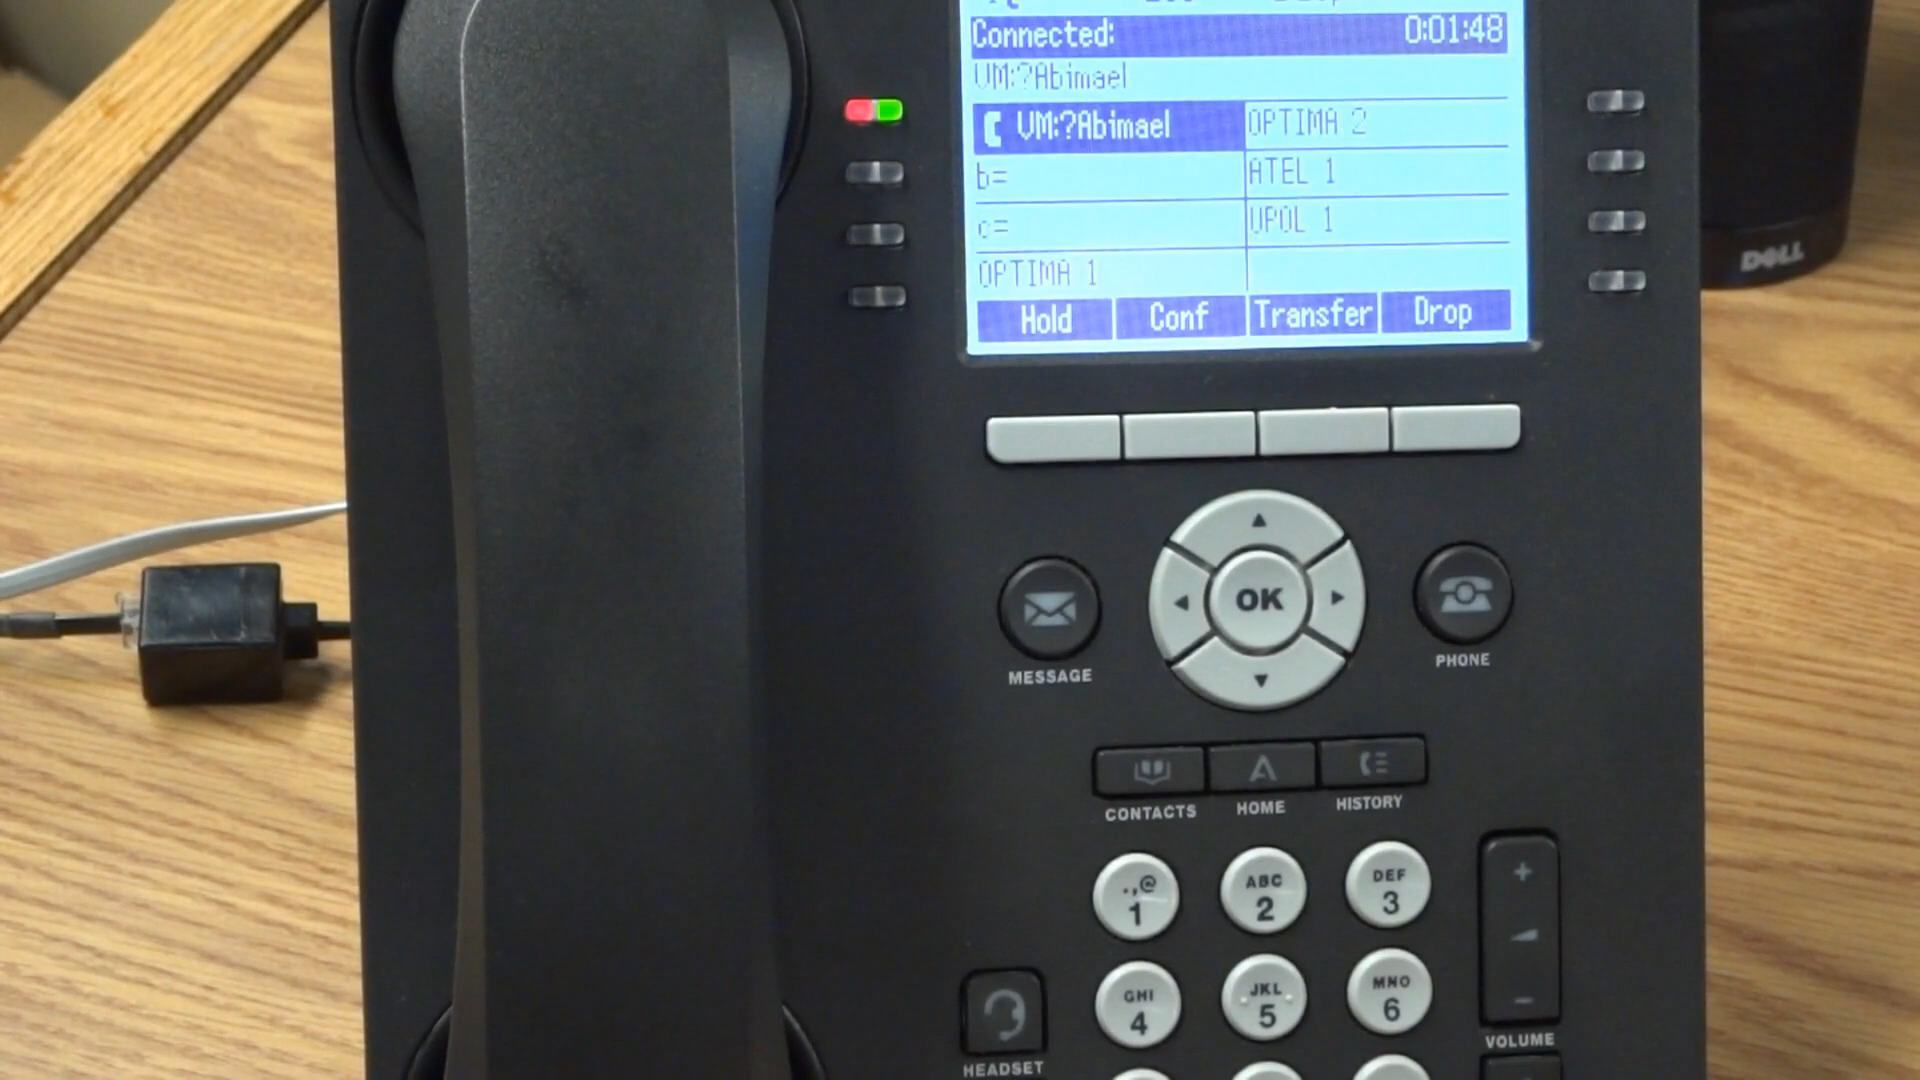 Connected: 0:01:48
VM:?Abimael
VM:?Abimael OPTIMA 2
b= ATEL 1
c= UPOL 1
OPTIMA 1
Hold Conf Transfer Drop
DELL
OK
MESSAGE
PHONE
CONTACTS HOME HISTORY
.,@ ABC DEF
1 2 3
GHI JKL MNO
4 5 6
VOLUME
HEADSET